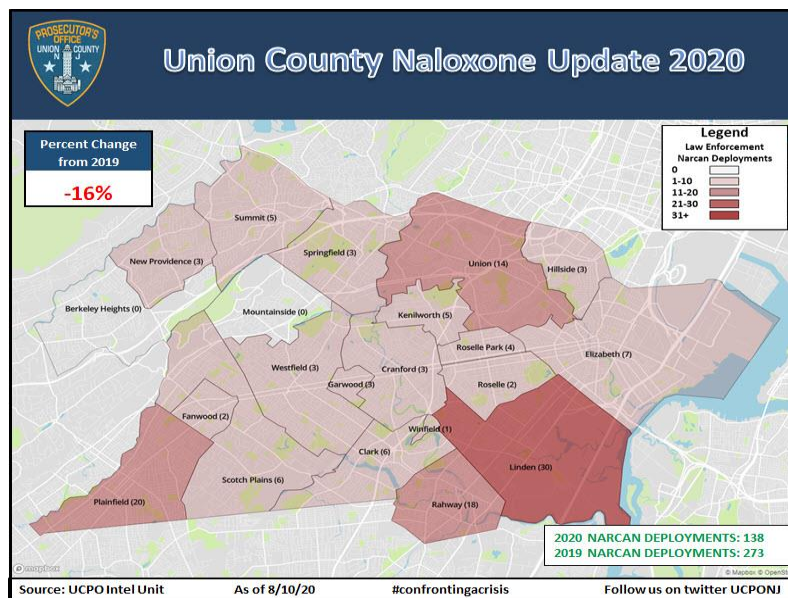 PROSECUTOR'S
OFFICE
UNION COUNTY
N J
Union County Naloxone Update 2020
Percent Change
from 2019
-16%
Legend
Law Enforcement
Narcan Deployments
0
1-10
11-20
21-30
31+
Summit (5)
New Providence (3)
Springfield (3)
Union (14)
Hillside (3)
Berkeley Heights (0)
Mountainside (0)
Kenilworth (5)
Roselle Park (4)
Elizabeth (7)
Westfield (3)
Cranford (3)
Garwood (3)
Roselle (2)
Fanwood (2)
Winfield (1)
Clark (6)
Linden (30)
Scotch Plains (6)
Plainfield (20)
Rahway (18)
2020 NARCAN DEPLOYMENTS: 138
2019 NARCAN DEPLOYMENTS: 273
mapbox
© Mapbox © OpenSt
Source: UCPO Intel Unit As of 8/10/20 #confrontingacrisis Follow us on twitter UCPONJ